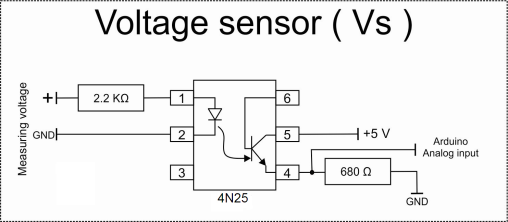 Voltage sensor ( Vs )
Measuring voltage
+
2.2 KΩ
1
6
GND
2
5
+5 V
Arduino
Analog input
3
4
680 Ω
4N25
GND